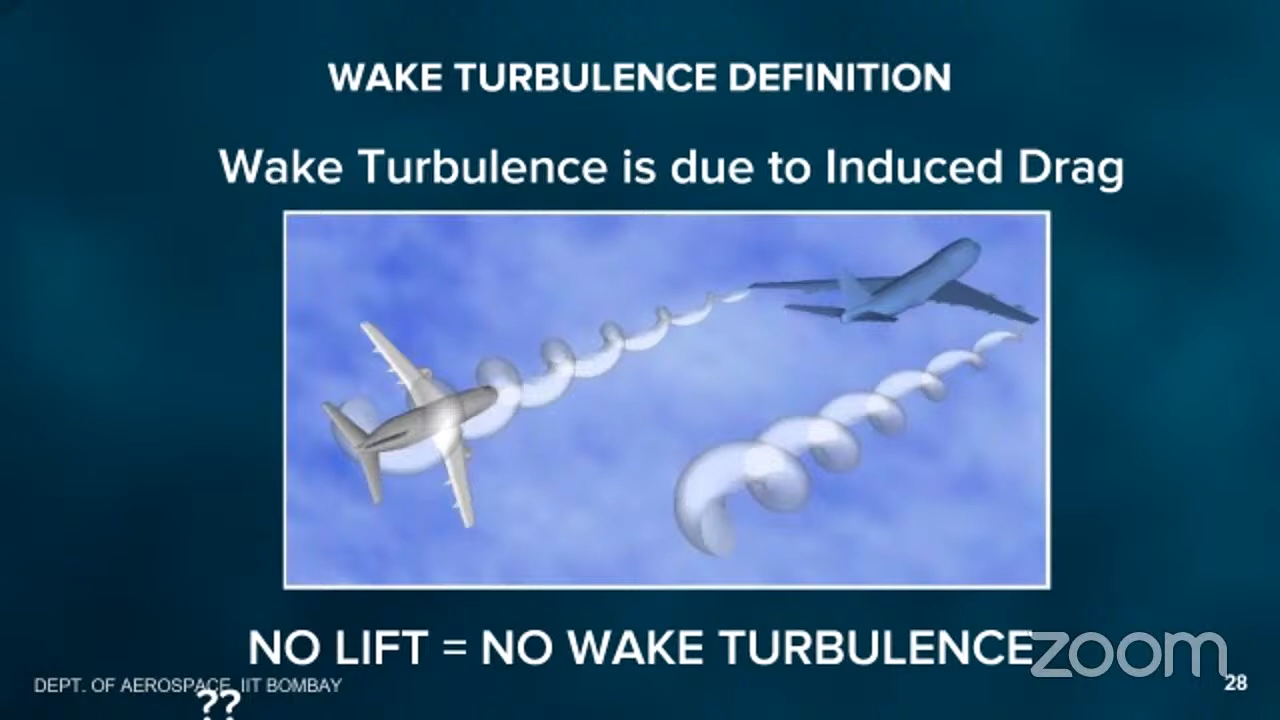 WAKE TURBULENCE DEFINITION
Wake Turbulence is due to Induced Drag
NO LIFT = NO WAKE TURBULENCE
zoom
DEPT. OF AEROSPACE, IIT BOMBAY
28
??